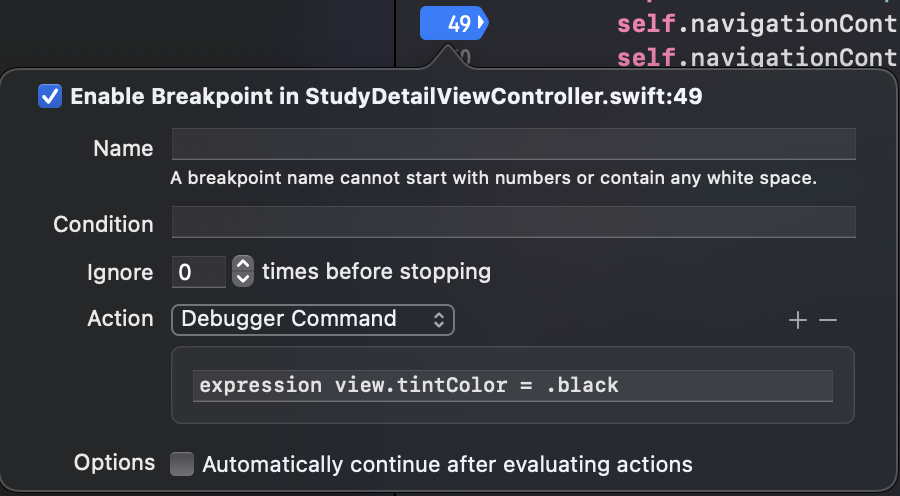 49
self.navigationCont
self.navigationCont
Enable Breakpoint in StudyDetailViewController.swift:49
Name
A breakpoint name cannot start with numbers or contain any white space.
Condition
Ignore 0 times before stopping
Action Debugger Command
expression view.tintColor = .black
Options Automatically continue after evaluating actions